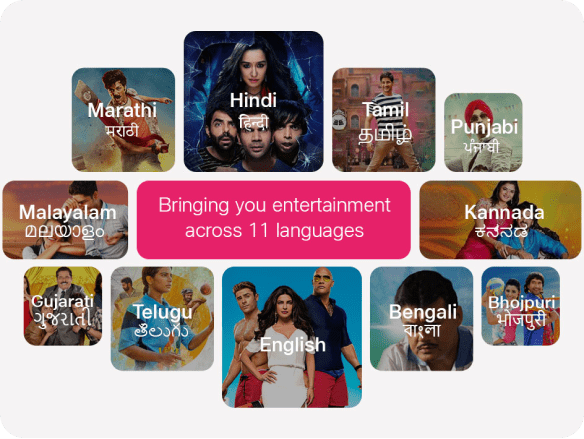 Marathi
मराठी
Hindi
हिन्दी
Tamil
தமிழ்
Punjabi
ਪੰਜਾਬੀ
Malayalam
മലയാളം
Bringing you entertainment
across 11 languages
Kannada
ಕನ್ನಡ
Gujarati
ગુજરાતી
Telugu
తెలుగు
English
Bengali
বাংলা
Bhojpuri
भोजपुरी